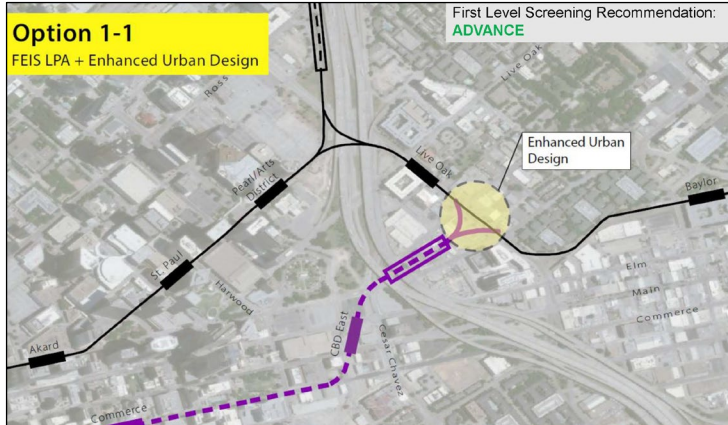 Option 1-1
FEIS LPA + Enhanced Urban Design
First Level Screening Recommendation:
ADVANCE
Ross
Live Oak
Enhanced Urban
Design
Live Oak
Pearl/Arts
District
Baylor
St. Paul
Harwood
Elm
Main
Commerce
CBD East
Cesar Chavez
Akard
Commerce